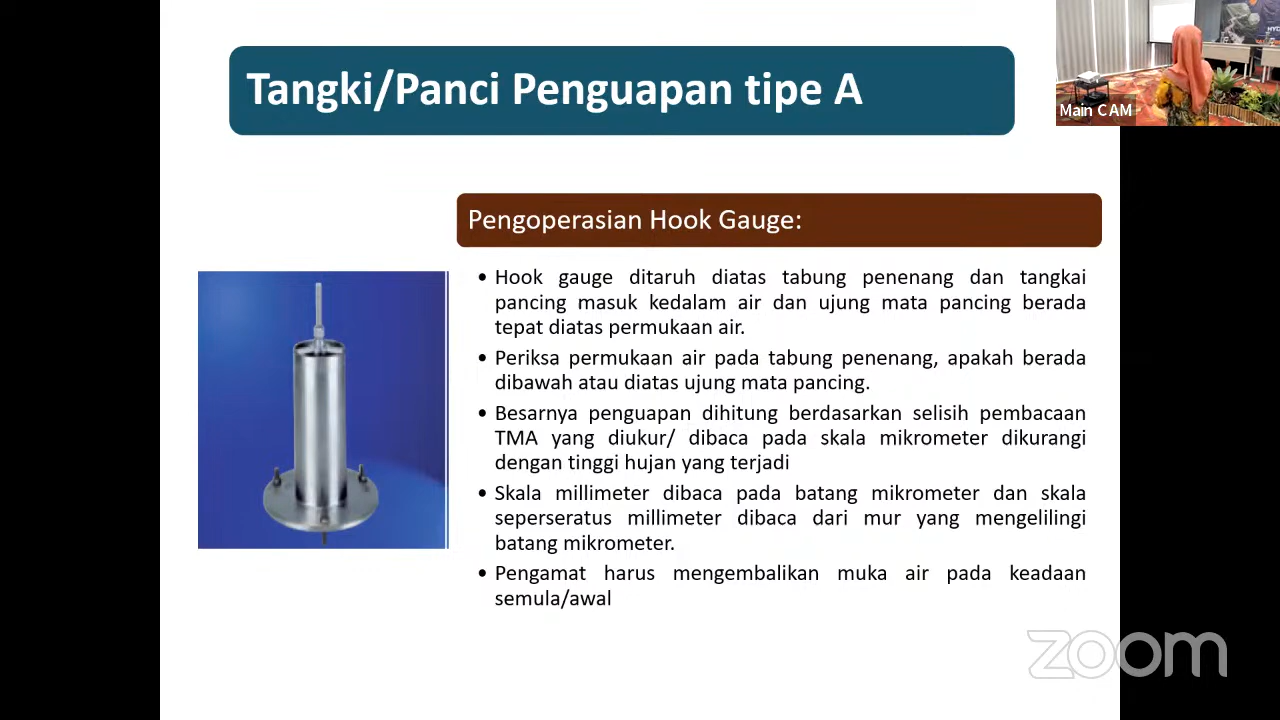 Tangki/Panci Penguapan tipe A
Main CAM
Pengoperasian Hook Gauge:
• Hook gauge ditaruh diatas tabung penenang dan tangkai
pancing masuk kedalam air dan ujung mata pancing berada
tepat diatas permukaan air.
• Periksa permukaan air pada tabung penenang, apakah berada
dibawah atau diatas ujung mata pancing.
• Besarnya penguapan dihitung berdasarkan selisih pembacaan
TMA yang diukur/ dibaca pada skala mikrometer dikurangi
dengan tinggi hujan yang terjadi
• Skala millimeter dibaca pada batang mikrometer dan skala
seperseratus millimeter dibaca dari mur yang mengelilingi
batang mikrometer.
• Pengamat harus mengembalikan muka air pada keadaan
semula/awal
zoom